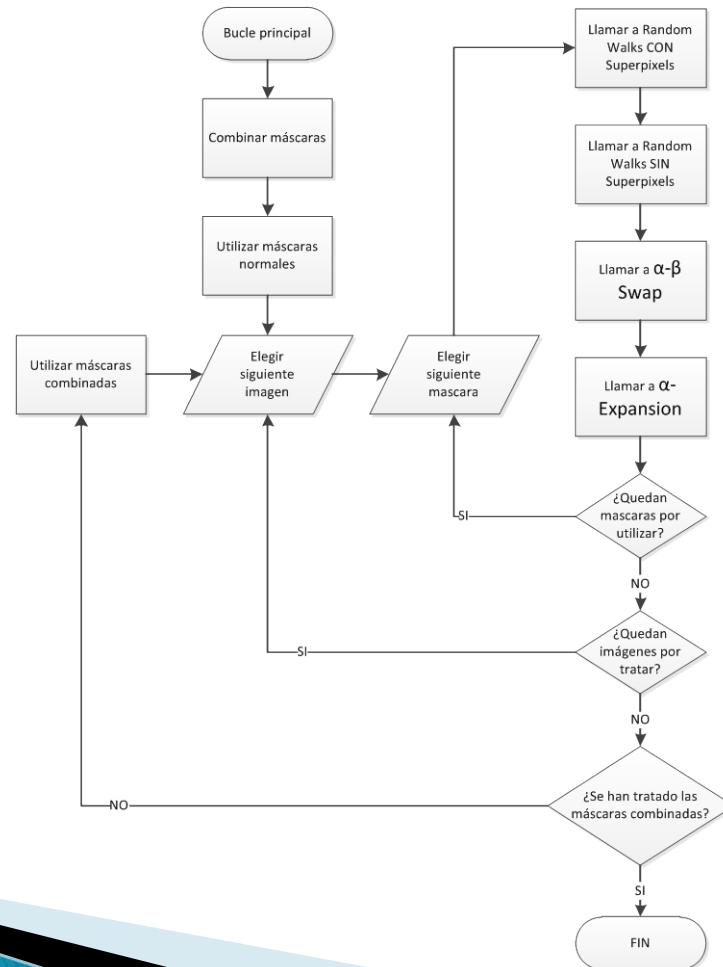 Bucle principal
Combinar máscaras
Utilizar máscaras
normales
Utilizar máscaras
combinadas
Elegir
siguiente
imagen
Elegir
siguiente
mascara
Llamar a Random
Walks CON
Superpixels
Llamar a Random
Walks SIN
Superpixels
Llamar a α-β
Swap
Llamar a α-
Expansion
¿Quedan
mascaras por
utilizar?
SI
NO
¿Quedan
imágenes por
tratar?
SI
NO
¿Se han tratado las
máscaras combinadas?
NO
SI
FIN